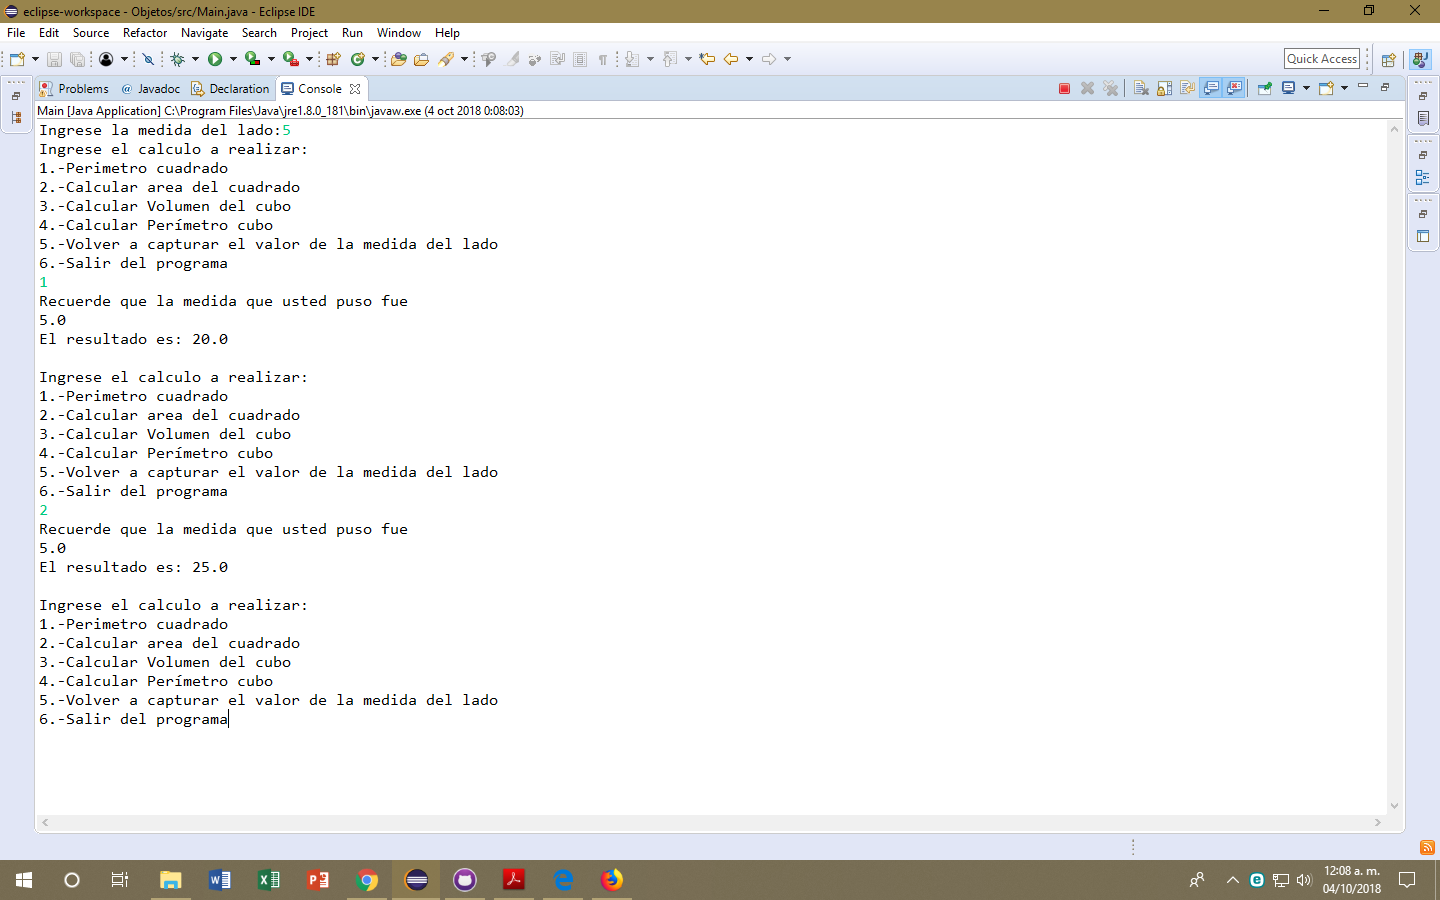 eclipse-workspace - Objetos/src/Main.java - Eclipse IDE
File Edit Source Refactor Navigate Search Project Run Window Help
Quick Access
Problems @ Javadoc Declaration Console
Main [Java Application] C:\Program Files\Java\jre1.8.0_181\bin\javaw.exe (4 oct 2018 0:08:03)
Ingrese la medida del lado:5
Ingrese el calculo a realizar:
1.-Perimetro cuadrado
2.-Calcular area del cuadrado
3.-Calcular Volumen del cubo
4.-Calcular Perímetro cubo
5.-Volver a capturar el valor de la medida del lado
6.-Salir del programa
1
Recuerde que la medida que usted puso fue
5.0
El resultado es: 20.0
Ingrese el calculo a realizar:
1.-Perimetro cuadrado
2.-Calcular area del cuadrado
3.-Calcular Volumen del cubo
4.-Calcular Perímetro cubo
5.-Volver a capturar el valor de la medida del lado
6.-Salir del programa
2
Recuerde que la medida que usted puso fue
5.0
El resultado es: 25.0
Ingrese el calculo a realizar:
1.-Perimetro cuadrado
2.-Calcular area del cuadrado
3.-Calcular Volumen del cubo
4.-Calcular Perímetro cubo
5.-Volver a capturar el valor de la medida del lado
6.-Salir del programa
12:08 a. m.
04/10/2018